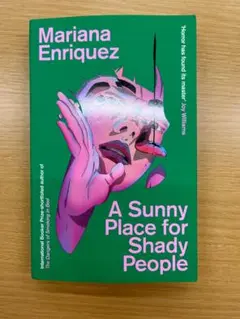 Mariana
Enriquez
'Horror has found its master' Joy Williams
International Booker Prize-shortlisted author of
The Dangers of Smoking in Bed
A Sunny
Place for
Shady
People